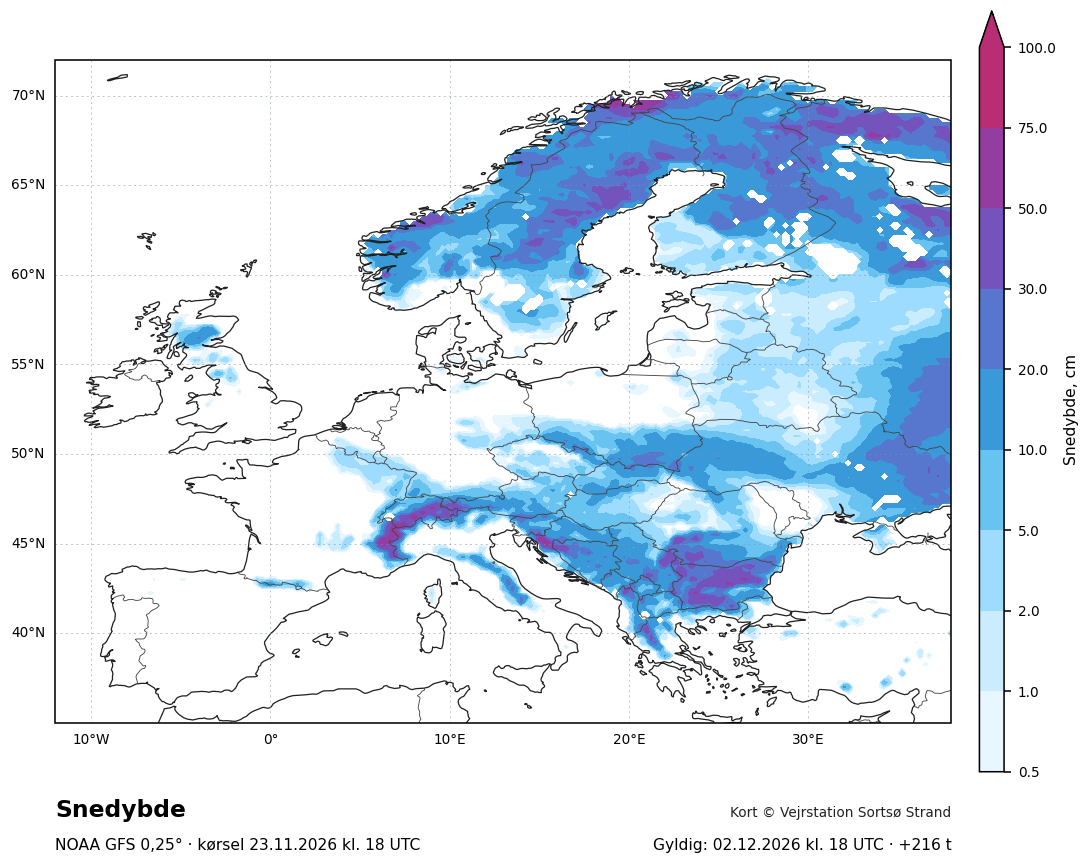 100.0
75.0
50.0
30.0
20.0
10.0
5.0
2.0
1.0
0.5
Snedybde, cm
70°N
65°N
60°N
55°N
50°N
45°N
40°N
10°W
0°
10°E
20°E
30°E
Snedybde
Kort © Vejrstation Sortsø Strand
NOAA GFS 0,25° · kørsel 23.11.2026 kl. 18 UTC
Gyldig: 02.12.2026 kl. 18 UTC · +216 t